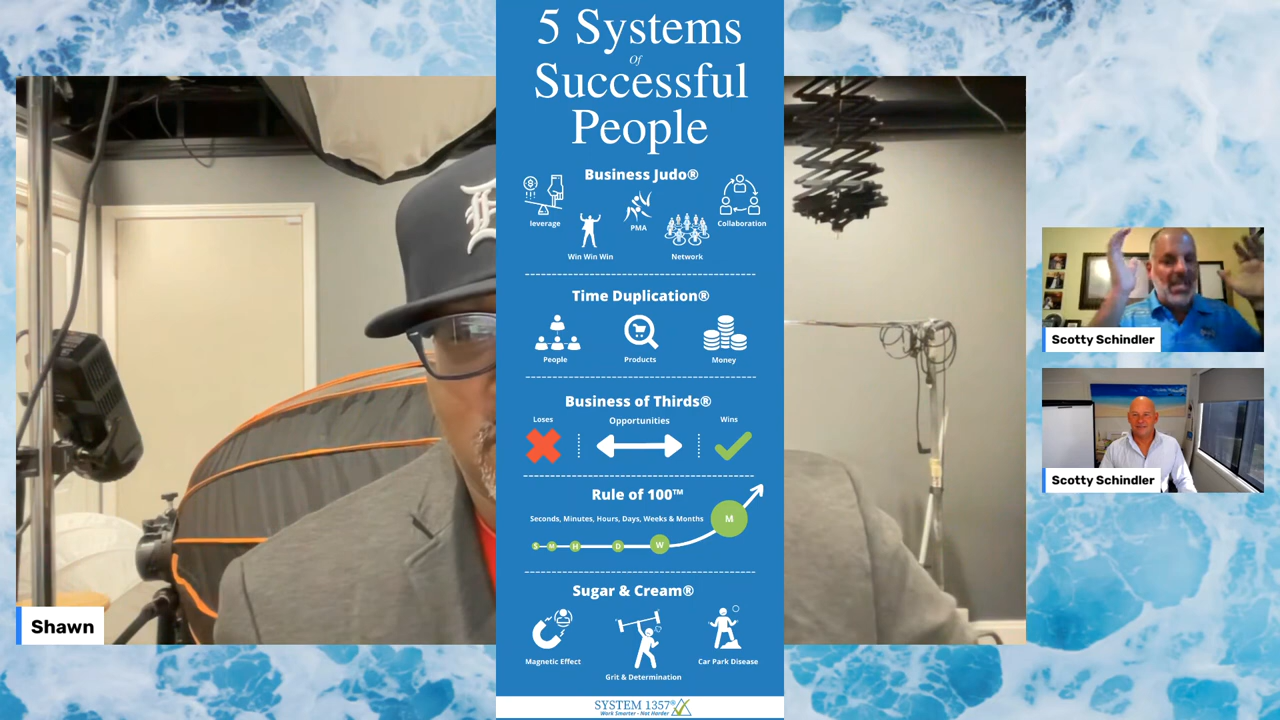 5 Systems
Of
Successful
People
Business Judo®
leverage
Win Win Win
PMA
Network
Collaboration
Time Duplication®
People
Products
Money
Business of Thirds®
Loses
Opportunities
Wins
Rule of 100™
Seconds, Minutes, Hours, Days, Weeks & Months
S M H D W M
Sugar & Cream®
Magnetic Effect
Grit & Determination
Car Park Disease
SYSTEM 1357®
Work Smarter - Not Harder
Shawn
Scotty Schindler
Scotty Schindler